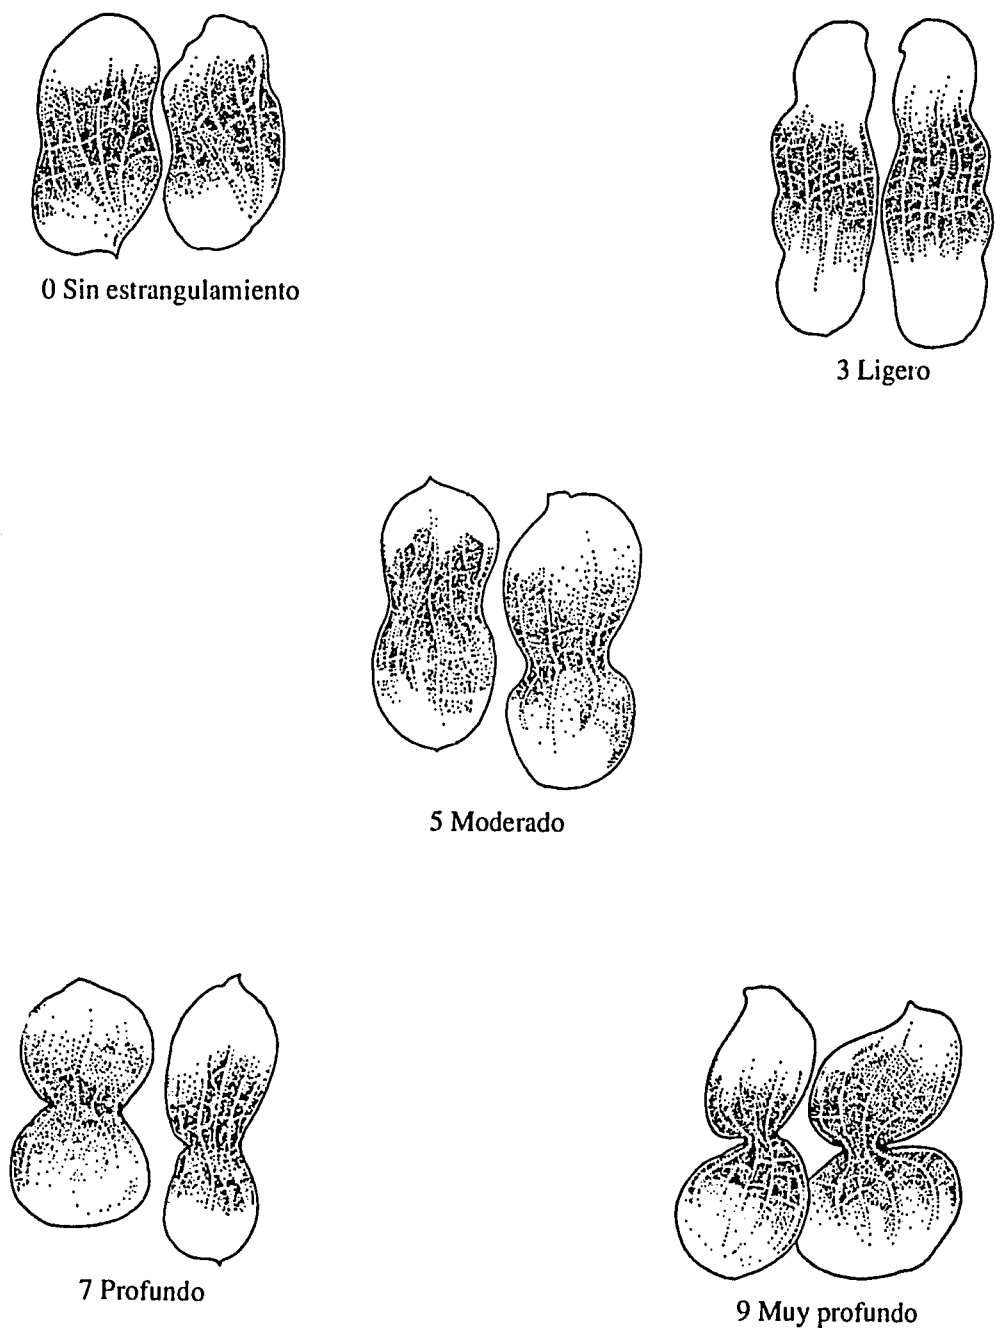 0 Sin estrangulamiento
3 Ligero
5 Moderado
7 Profundo
9 Muy profundo